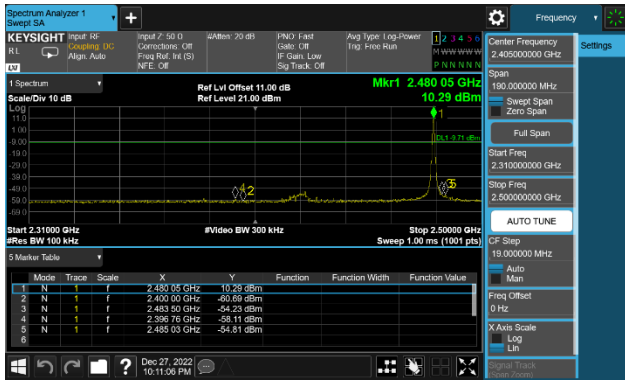 Spectrum Analyzer 1
Swept SA
Frequency
KEYSIGHT
RL
Input: RF
Coupling: DC
Align: Auto
Input Z: 50 Ω
Corrections: Off
Freq Ref: Int (S)
NFE: Off
#Atten: 20 dB
PNO: Fast
Gate: Off
IF Gain: Low
Sig Track: Off
Avg Type: Log-Power
Trig: Free Run
1 2 3 4 5 6
M W W W W W
P N N N N N
1 Spectrum
Scale/Div 10 dB
Ref Lvl Offset 11.00 dB
Ref Level 21.00 dBm
Mkr1 2.480 05 GHz
10.29 dBm
Log
11.0
1.00
-9.00
-19.0
-29.0
-39.0
-49.0
-59.0
-69.0
1
DL1 -9.71 dBm
4 2
3 5
Start 2.31000 GHz
#Res BW 100 kHz
#Video BW 300 kHz
Stop 2.50000 GHz
Sweep 1.00 ms (1001 pts)
5 Marker Table
Mode Trace Scale X Y Function Function Width Function Value
1 N 1 f 2.480 05 GHz 10.29 dBm
2 N 1 f 2.400 00 GHz -60.69 dBm
3 N 1 f 2.483 50 GHz -54.23 dBm
4 N 1 f 2.396 76 GHz -58.11 dBm
5 N 1 f 2.485 03 GHz -54.81 dBm
6
Dec 27, 2022
10:11:06 PM
Center Frequency
2.405000000 GHz
Settings
Span
190.000000 MHz
Swept Span
Zero Span
Full Span
Start Freq
2.310000000 GHz
Stop Freq
2.500000000 GHz
AUTO TUNE
CF Step
19.000000 MHz
Auto
Man
Freq Offset
0 Hz
X Axis Scale
Log
Lin
Signal Track
(Span Zoom)